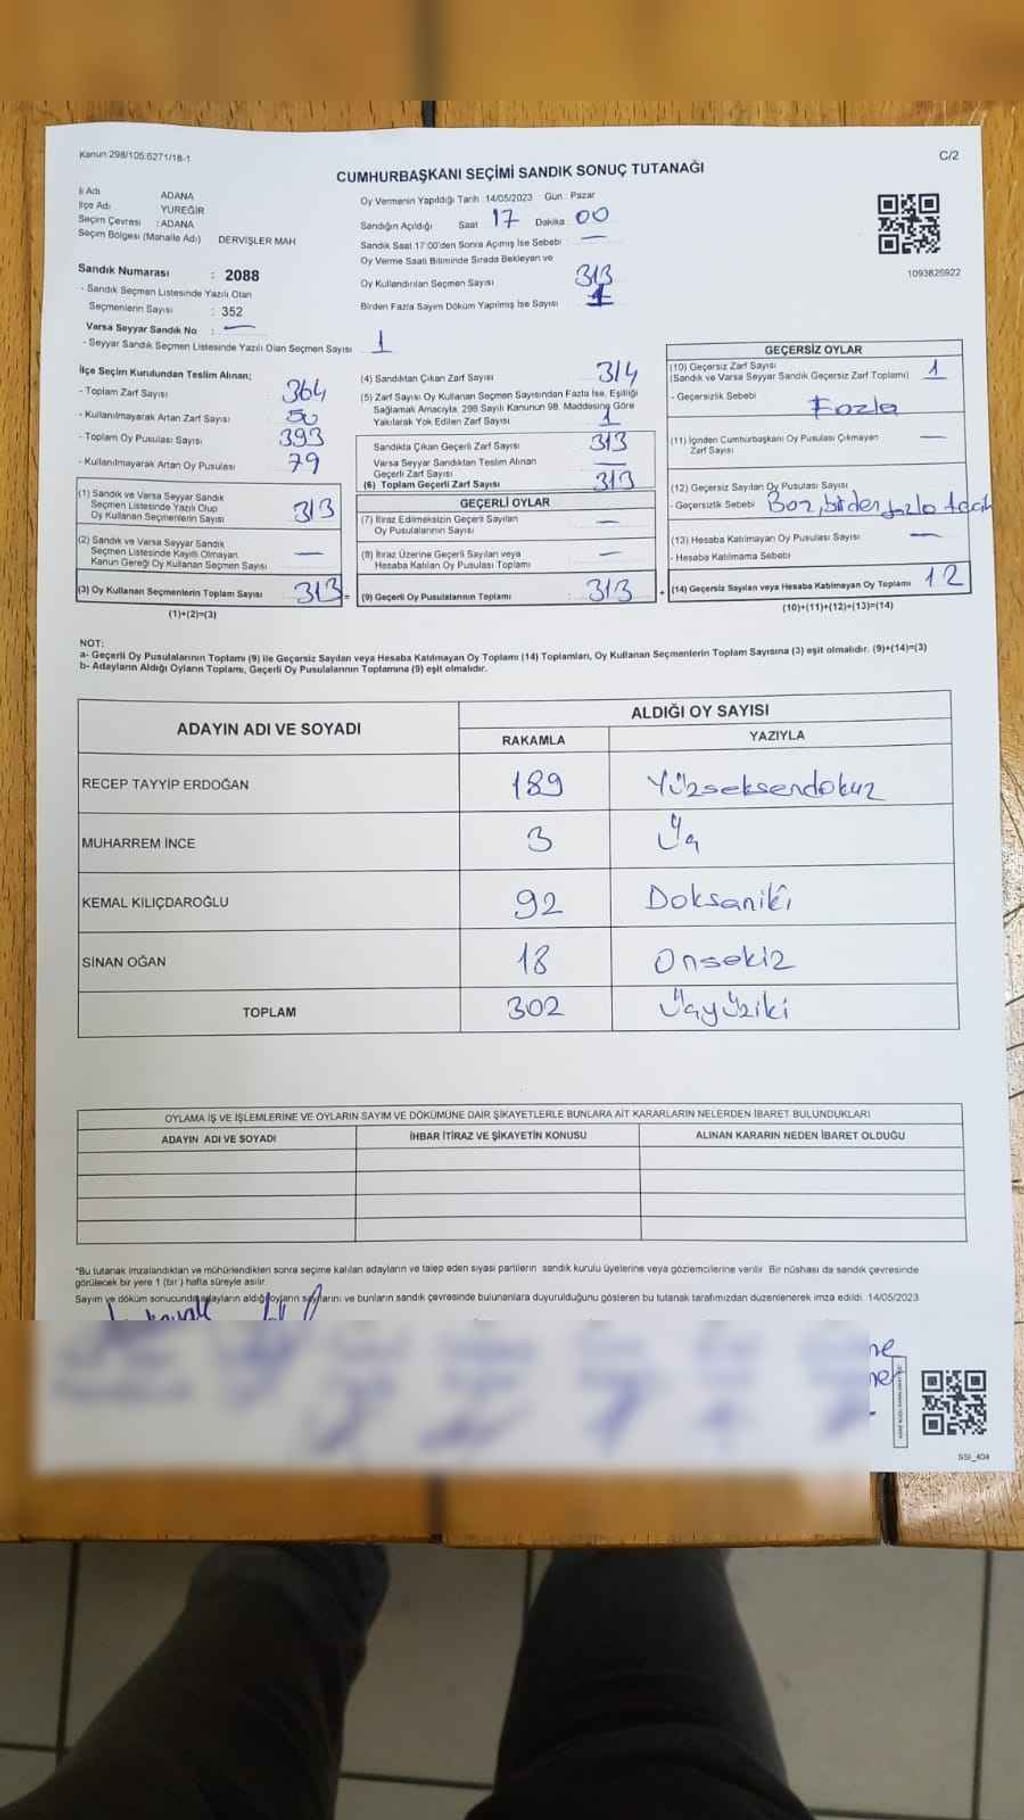 Kanun:298/105:6271/18-1
C/2
CUMHURBAŞKANI SEÇİMİ SANDIK SONUÇ TUTANAĞI
İl Adı ADANA
İlçe Adı YÜREĞİR
Seçim Çevresi : ADANA
Seçim Bölgesi (Mahalle Adı) DERVİŞLER MAH
Sandık Numarası : 2088
- Sandık Seçmen Listesinde Yazılı Olan
Seçmenlerin Sayısı : 352
Varsa Seyyar Sandık No : —
- Seyyar Sandık Seçmen Listesinde Yazılı Olan Seçmen Sayısı 1
Oy Vermenin Yapıldığı Tarih :14/05/2023 Gün : Pazar
Sandığın Açıldığı Saat 17 Dakika 00
Sandık Saat 17:00'den Sonra Açılmış İse Sebebi —
Oy Verme Saati Bitiminde Sırada Bekleyen ve
Oy Kullandırılan Seçmen Sayısı 313
Birden Fazla Sayım Döküm Yapılmış İse Sayısı 1
1093826922
İlçe Seçim Kurulundan Teslim Alınan;
- Toplam Zarf Sayısı 364
- Kullanılmayarak Artan Zarf Sayısı 50
- Toplam Oy Pusulası Sayısı 393
- Kullanılmayarak Artan Oy Pusulası 79
(1) Sandık ve Varsa Seyyar Sandık
Seçmen Listesinde Yazılı Olup
Oy Kullanan Seçmenlerin Sayısı 313
(2) Sandık ve Varsa Seyyar Sandık
Seçmen Listesinde Kayıtlı Olmayan
Kanun Gereği Oy Kullanan Seçmen Sayısı —
(3) Oy Kullanan Seçmenlerin Toplam Sayısı 313 =
(1)+(2)=(3)
(4) Sandıktan Çıkan Zarf Sayısı 314
(5) Zarf Sayısı Oy Kullanan Seçmen Sayısından Fazla İse, Eşitliği
Sağlamak Amacıyla, 298 Sayılı Kanunun 98. Maddesine Göre
Yakılarak Yok Edilen Zarf Sayısı 1
Sandıkta Çıkan Geçerli Zarf Sayısı 313
Varsa Seyyar Sandıktan Teslim Alınan
Geçerli Zarf Sayısı —
(6) Toplam Geçerli Zarf Sayısı 313
GEÇERLİ OYLAR
(7) İtiraz Edilmeksizin Geçerli Sayılan
Oy Pusulalarının Sayısı —
(8) İtiraz Üzerine Geçerli Sayılan veya
Hesaba Katılan Oy Pusulası Toplamı —
(9) Geçerli Oy Pusulalarının Toplamı : 313 +
GEÇERSİZ OYLAR
(10) Geçersiz Zarf Sayısı
(Sandık ve Varsa Seyyar Sandık Geçersiz Zarf Toplamı) 1
- Geçersizlik Sebebi Fazla
(11) İçinden Cumhurbaşkanı Oy Pusulası Çıkmayan
Zarf Sayısı —
(12) Geçersiz Sayılan Oy Pusulası Sayısı
- Geçersizlik Sebebi
(13) Hesaba Katılmayan Oy Pusulası Sayısı —
- Hesaba Katılmama Sebebi
(14) Geçersiz Sayılan veya Hesaba Katılmayan Oy Toplamı 12
(10)+(11)+(12)+(13)=(14)
NOT:
a- Geçerli Oy Pusulalarının Toplamı (9) ile Geçersiz Sayılan veya Hesaba Katılmayan Oy Toplamı (14) Toplamları, Oy Kullanan Seçmenlerin Toplam Sayısına (3) eşit olmalıdır. (9)+(14)=(3)
b- Adayların Aldığı Oyların Toplamı, Geçerli Oy Pusulalarının Toplamına (9) eşit olmalıdır.
ADAYIN ADI VE SOYADI ALDIĞI OY SAYISI
RAKAMLA YAZIYLA
RECEP TAYYİP ERDOĞAN 189 Yüzseksendokuz
MUHARREM İNCE 3 Üç
KEMAL KILIÇDAROĞLU 92 Doksaniki
SİNAN OĞAN 18 Onsekiz
TOPLAM 302 Üçyüziki
OYLAMA İŞ VE İŞLEMLERİNE VE OYLARIN SAYIM VE DÖKÜMÜNE DAİR ŞİKAYETLERLE BUNLARA AİT KARARLARIN NELERDEN İBARET BULUNDUKLARI
ADAYIN ADI VE SOYADI İHBAR İTİRAZ VE ŞİKAYETİN KONUSU ALINAN KARARIN NEDEN İBARET OLDUĞU
*Bu tutanak imzalandıktan ve mühürlendikten sonra seçime katılan adayların ve talep eden siyasi partilerin sandık kurulu üyelerine veya gözlemcilerine verilir. Bir nüshası da sandık çevresinde
görülecek bir yere 1 (bir) hafta süreyle asılır.
Sayım ve döküm sonucunda adayların aldığı oyların sayılarını ve bunların sandık çevresinde bulunanlara duyurulduğunu gösteren bu tutanak tarafımızdan düzenlenerek imza edildi. 14/05/2023
SSI_404